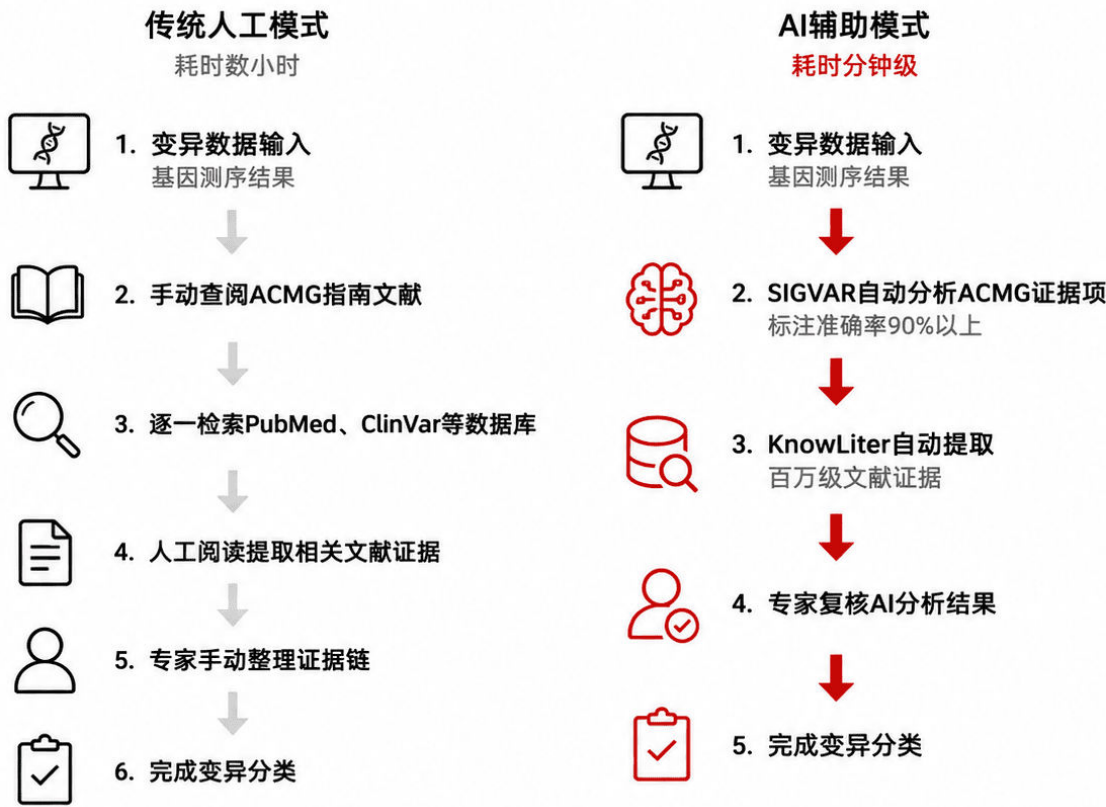 传统人工模式
耗时数小时
1. 变异数据输入
基因测序结果
2. 手动查阅ACMG指南文献
3. 逐一检索PubMed、ClinVar等数据库
4. 人工阅读提取相关文献证据
5. 专家手动整理证据链
6. 完成变异分类
AI辅助模式
耗时分钟级
1. 变异数据输入
基因测序结果
2. SIGVAR自动分析ACMG证据项
标注准确率90%以上
3. KnowLiter自动提取
百万级文献证据
4. 专家复核AI分析结果
5. 完成变异分类